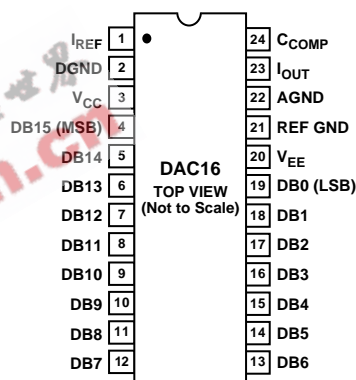 IREF 1 24 CCOMP
DGND 2 23 IOUT
VCC 3 22 AGND
DB15 (MSB) 4 21 REF GND
DB14 5 20 VEE
DB13 6 19 DB0 (LSB)
DB12 7 18 DB1
DB11 8 17 DB2
DB10 9 16 DB3
DB9 10 15 DB4
DB8 11 14 DB5
DB7 12 13 DB6
DAC16
TOP VIEW
(Not to Scale)
世界
.cn